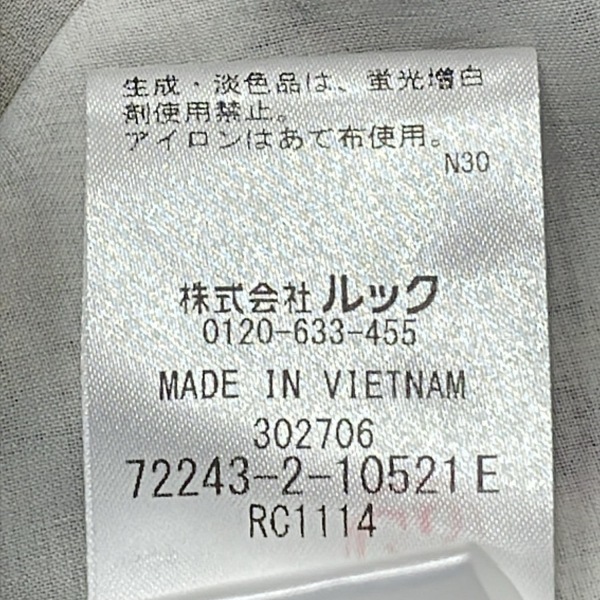 生成・淡色品は、蛍光増白
剤使用禁止。
アイロンはあて布使用。
N30
株式会社 ルック
0120-633-455
MADE IN VIETNAM
302706
72243-2-10521 E
RC1114